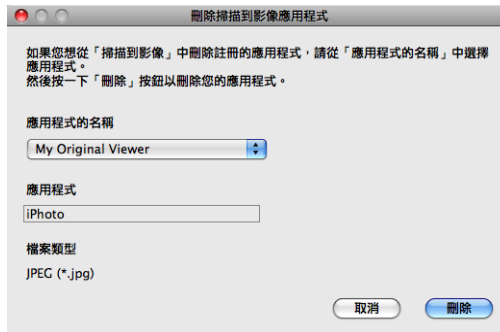 刪除掃描到影像應用程式
如果您想從「掃描到影像」中刪除註冊的應用程式，請從「應用程式的名稱」中選擇
應用程式。
然後按一下「刪除」按鈕以刪除您的應用程式。
應用程式的名稱
My Original Viewer
應用程式
iPhoto
檔案類型
JPEG (*.jpg)
取消 刪除